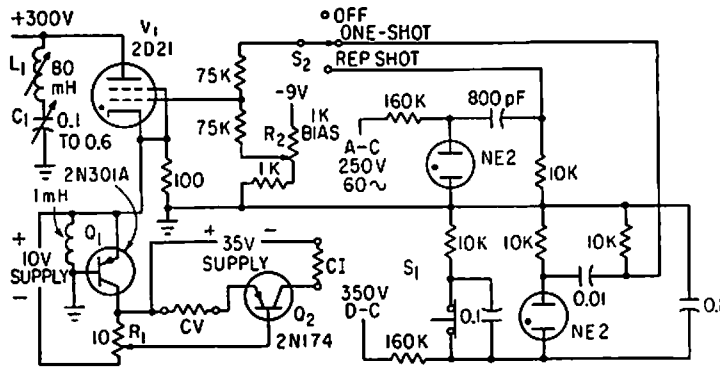 +300V
V1
2D21
OFF
ONE-SHOT
S2
REP SHOT
L1
80
mH
C1
0.1
TO 0.6
75K
75K
-9V
R2
1K
BIAS
1K
160K
800pF
A-C
250V
60~
NE2
10K
2N301A
100
1mH
Q1
+
10V
SUPPLY
-
+ 35V -
SUPPLY
CI
CV
Q2
2N174
10 R1
10K
10K
10K
S1
350V
D-C
0.1
0.01
160K
NE2